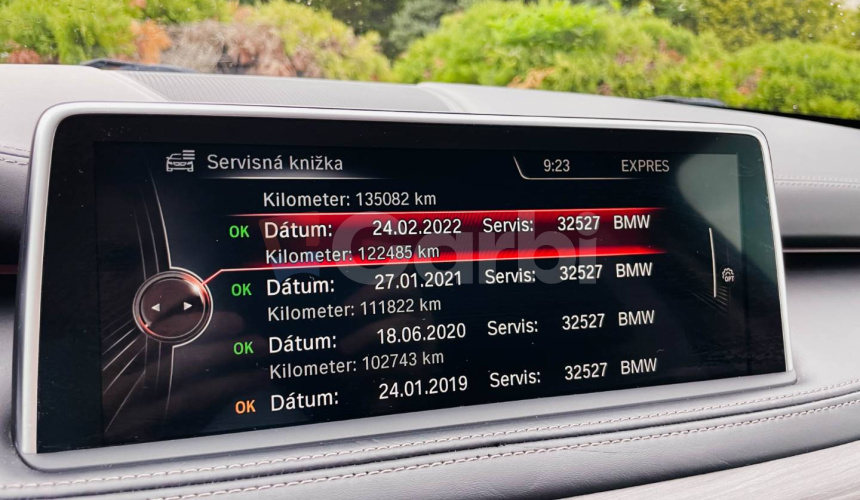 Servisná knižka 9:23 EXPRES
Kilometer: 135082 km
OK Dátum: 24.02.2022 Servis: 32527 BMW
Kilometer: 122485 km
OK Dátum: 27.01.2021 Servis: 32527 BMW
Kilometer: 111822 km
OK Dátum: 18.06.2020 Servis: 32527 BMW
Kilometer: 102743 km
OK Dátum: 24.01.2019 Servis: 32527 BMW
OPT